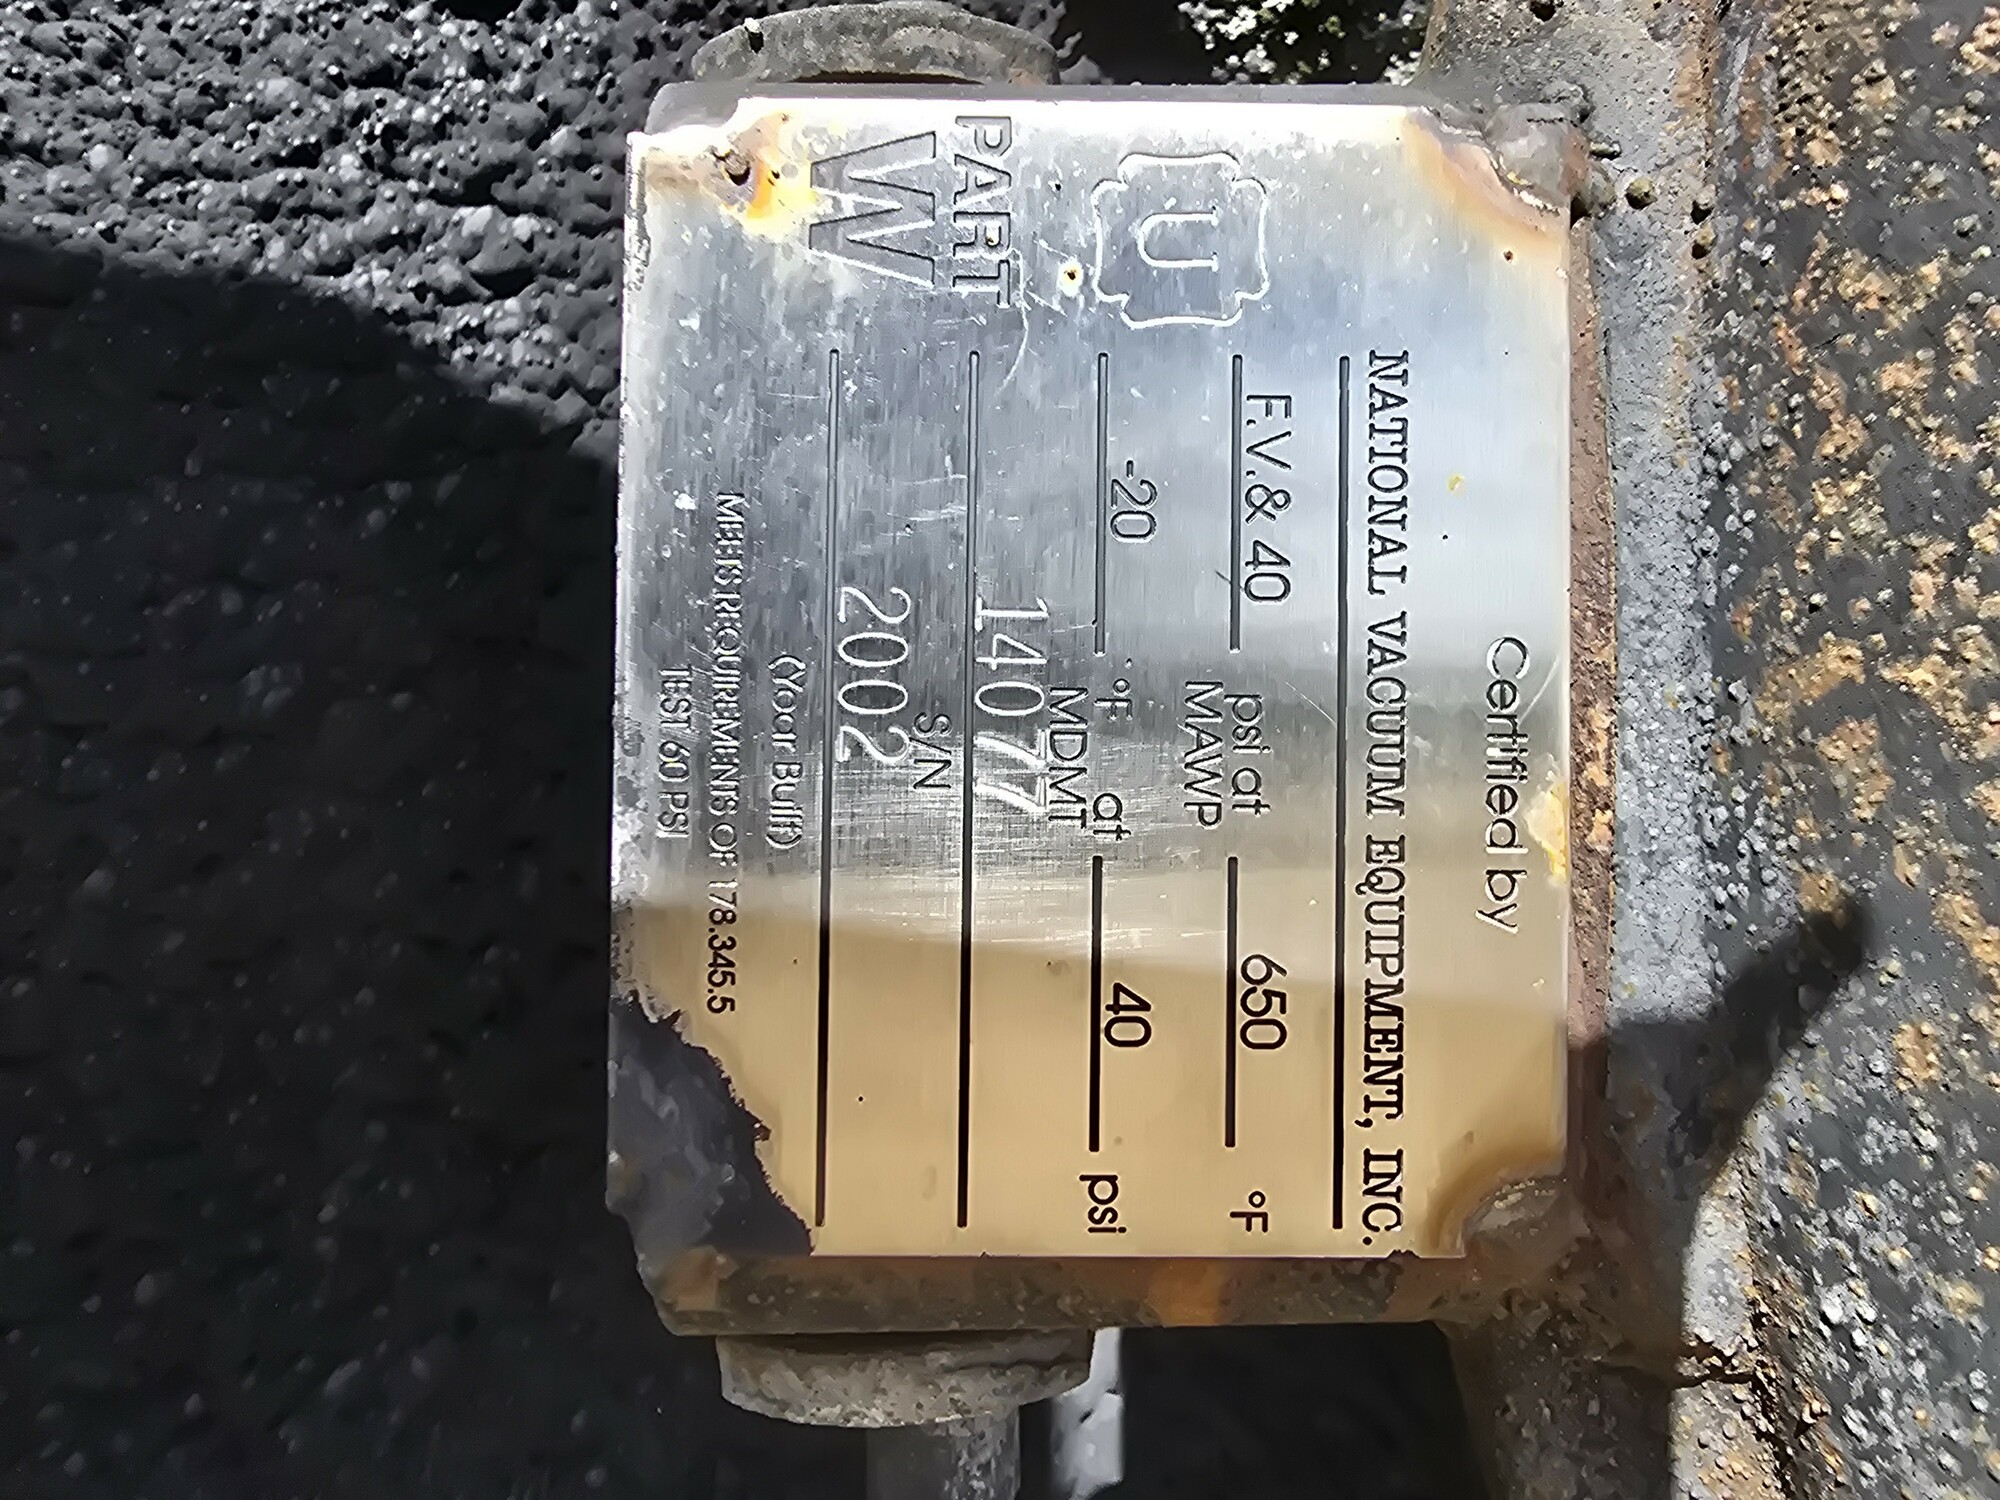 Certified by
NATIONAL VACUUM EQUIPMENT, INC.
U
F.V.& 40 psi at 650 °F
MAWP
-20 °F at 40 psi
MDMT
PART
W
14077
S/N
2002
(Year Built)
MEETS REQUIREMENTS OF 178.345.5
TEST 60 PSI